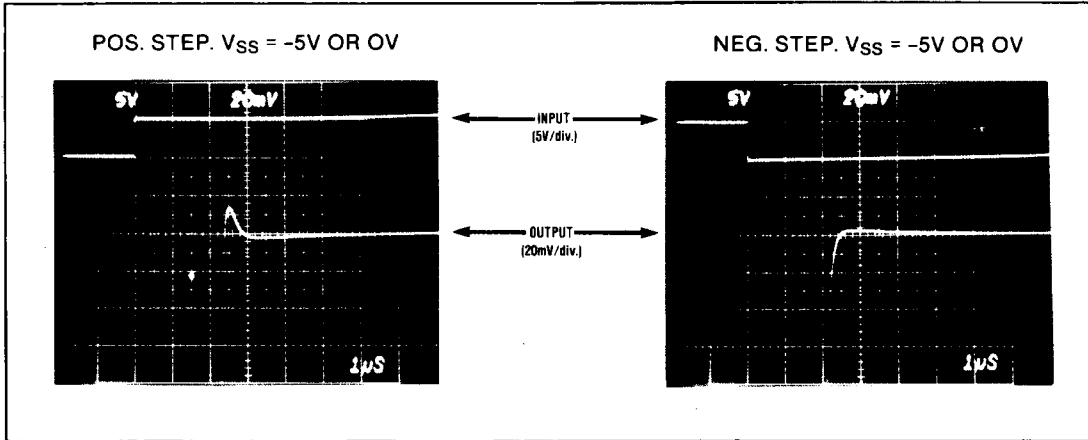 POS. STEP. VSS = -5V OR OV
NEG. STEP. VSS = -5V OR OV
5V 20mV
INPUT
(5V/div.)
OUTPUT
(20mV/div.)
1µS
5V 20mV
1µS